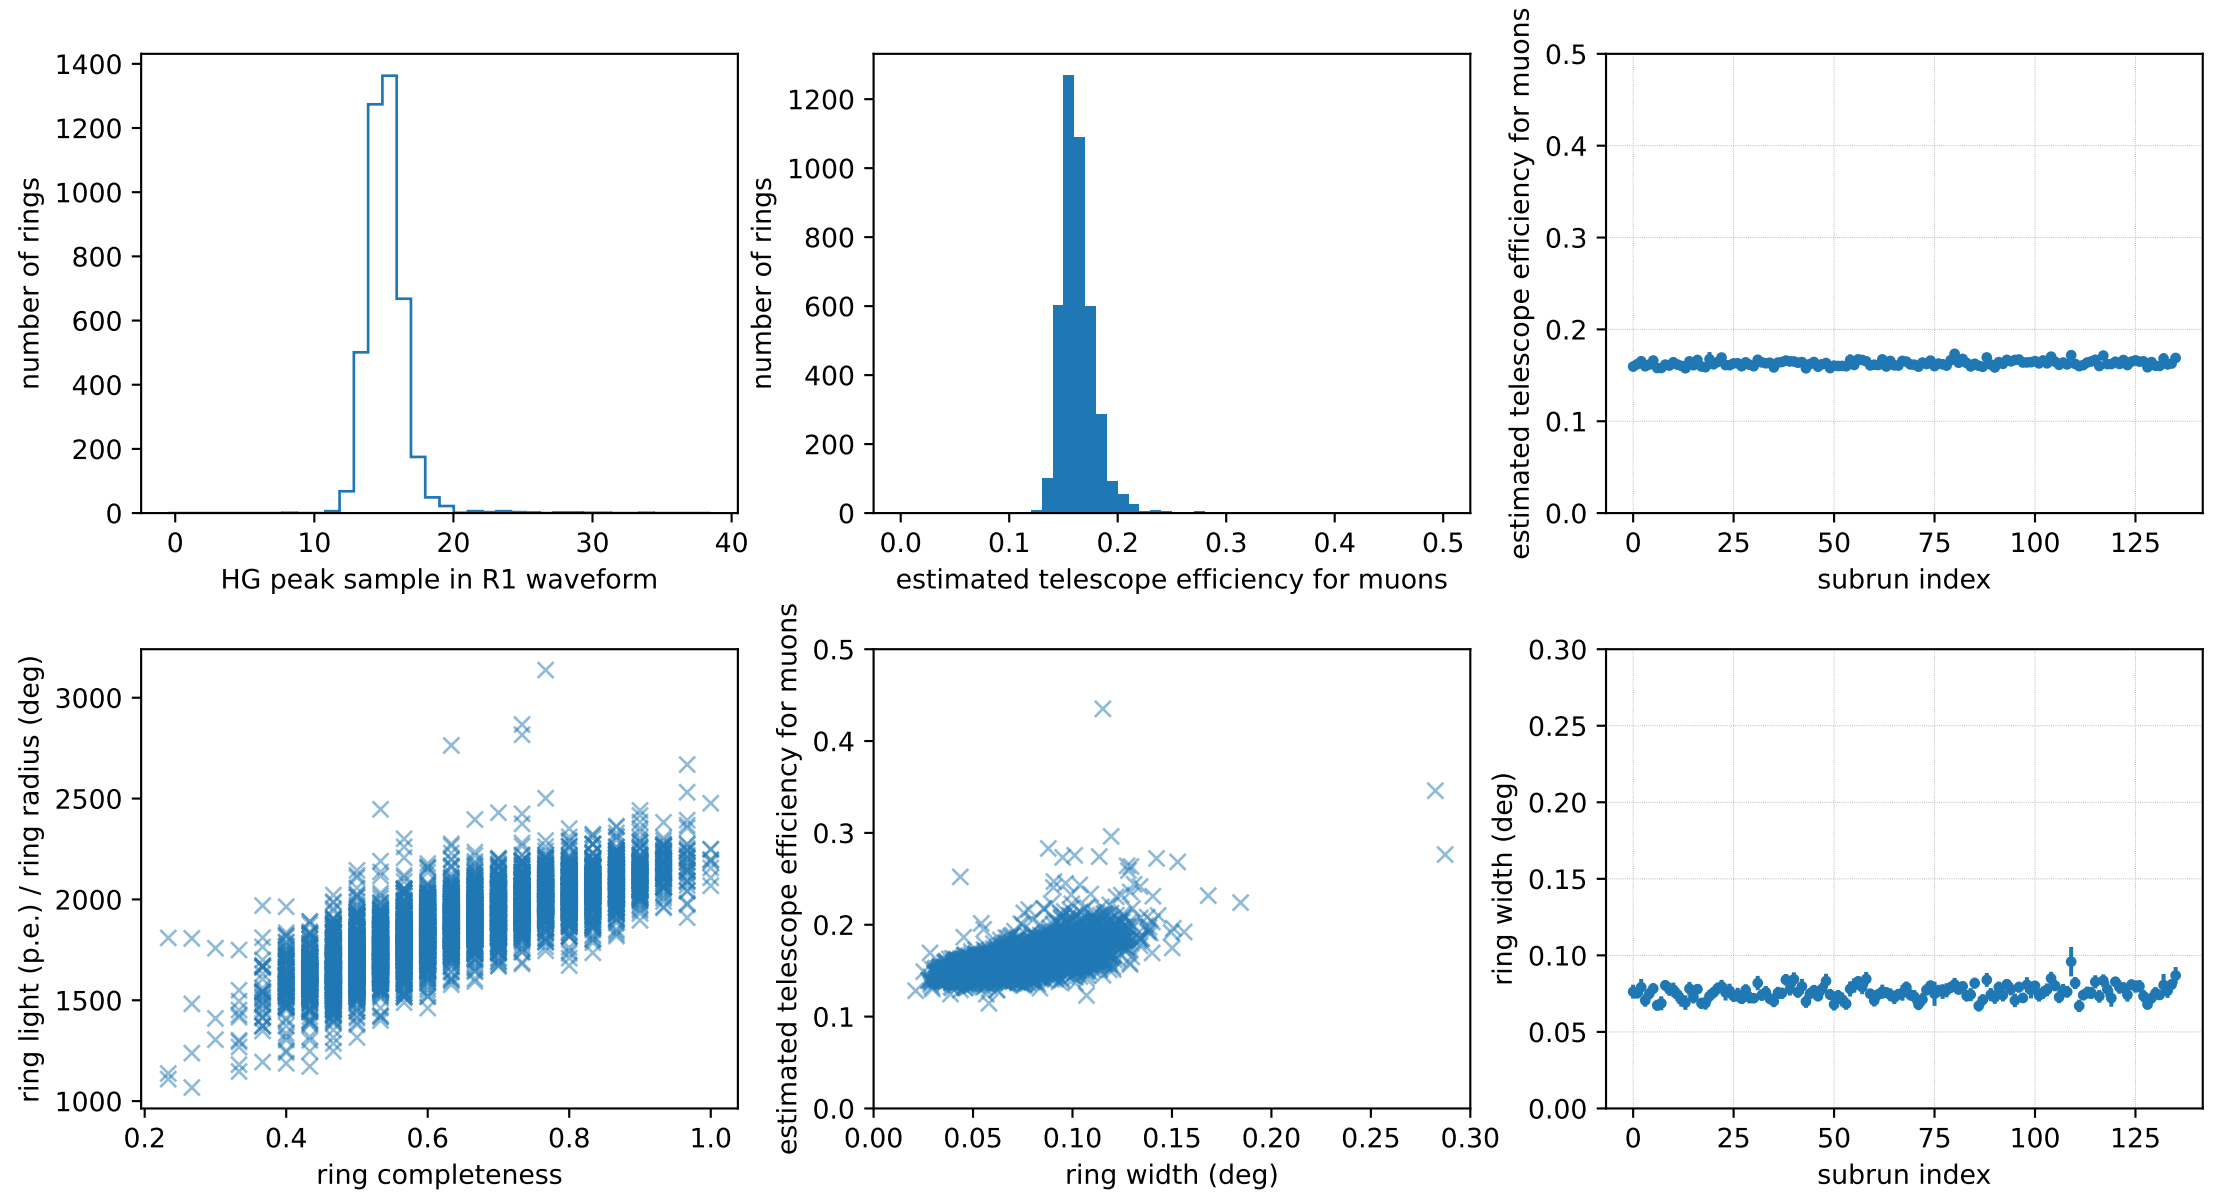 number of rings
1400
1200
1000
800
600
400
200
0
0 10 20 30 40
HG peak sample in R1 waveform
number of rings
1200
1000
800
600
400
200
0
0.0 0.1 0.2 0.3 0.4 0.5
estimated telescope efficiency for muons
estimated telescope efficiency for muons
0.5
0.4
0.3
0.2
0.1
0.0
0 25 50 75 100 125
subrun index
ring light (p.e.) / ring radius (deg)
3000
2500
2000
1500
1000
0.2 0.4 0.6 0.8 1.0
ring completeness
estimated telescope efficiency for muons
0.5
0.4
0.3
0.2
0.1
0.0
0.00 0.05 0.10 0.15 0.20 0.25 0.30
ring width (deg)
ring width (deg)
0.30
0.25
0.20
0.15
0.10
0.05
0.00
0 25 50 75 100 125
subrun index